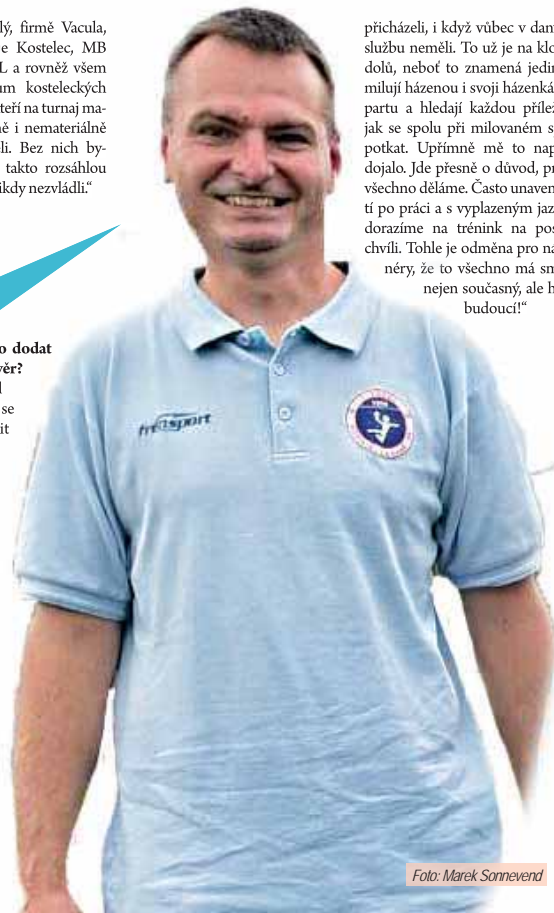 lý, firmě Vacula,
e Kostelec, MB
L a rovněž všem
um kosteleckých
teří na turnaj ma-
ně i nemateriálně
eli. Bez nich by-
takto rozsáhlou
ikdy nezvládli.“
o dodat
věr?
l
se
it
přicházeli, i když vůbec v dan
službu neměli. To už je na klo
dolů, neboť to znamená jedin
milují házenou i svoji házenká
partu a hledají každou přílež
jak se spolu při milovaném s
potkat. Upřímně mě to nap
dojalo. Jde přesně o důvod, pr
všechno děláme. Často unaven
tí po práci a s vyplazeným jaz
dorazíme na trénink na pos
chvíli. Tohle je odměna pro ná
néry, že to všechno má sm
nejen současný, ale h
budoucí!“
Foto: Marek Sonnevend